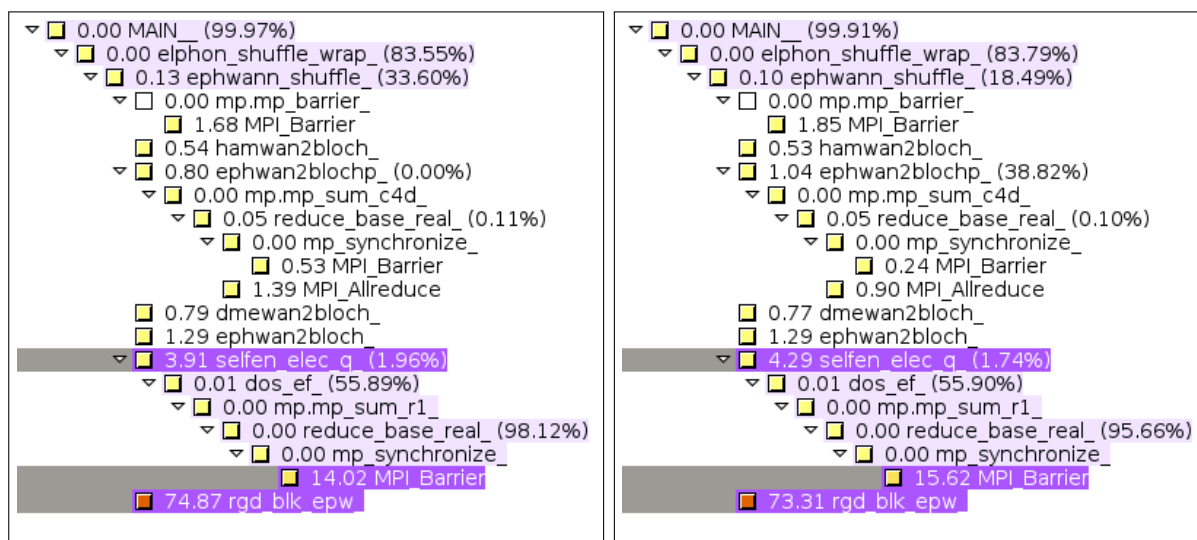 0.00 MAIN__ (99.97%)
0.00 elphon_shuffle_wrap_ (83.55%)
0.13 ephwann_shuffle_ (33.60%)
0.00 mp.mp_barrier_
1.68 MPI_Barrier
0.54 hamwan2bloch_
0.80 ephwan2blochp_ (0.00%)
0.00 mp.mp_sum_c4d_
0.05 reduce_base_real_ (0.11%)
0.00 mp_synchronize_
0.53 MPI_Barrier
1.39 MPI_Allreduce
0.79 dmewan2bloch_
1.29 ephwan2bloch_
3.91 selfen_elec_q_ (1.96%)
0.01 dos_ef_ (55.89%)
0.00 mp.mp_sum_r1_
0.00 reduce_base_real_ (98.12%)
0.00 mp_synchronize_
14.02 MPI_Barrier
74.87 rgd_blk_epw_
0.00 MAIN__ (99.91%)
0.00 elphon_shuffle_wrap_ (83.79%)
0.10 ephwann_shuffle_ (18.49%)
0.00 mp.mp_barrier_
1.85 MPI_Barrier
0.53 hamwan2bloch_
1.04 ephwan2blochp_ (38.82%)
0.00 mp.mp_sum_c4d_
0.05 reduce_base_real_ (0.10%)
0.00 mp_synchronize_
0.24 MPI_Barrier
0.90 MPI_Allreduce
0.77 dmewan2bloch_
1.29 ephwan2bloch_
4.29 selfen_elec_q_ (1.74%)
0.01 dos_ef_ (55.90%)
0.00 mp.mp_sum_r1_
0.00 reduce_base_real_ (95.66%)
0.00 mp_synchronize_
15.62 MPI_Barrier
73.31 rgd_blk_epw_